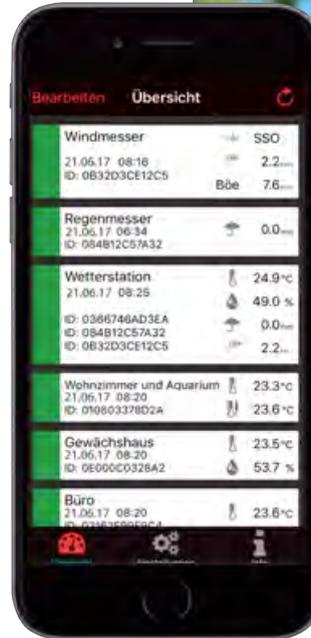 Bearbeiten Übersicht
Windmesser SSO
21.06.17 08:16 2.2
ID: 0B32D3CE12C5
Böe 7.6
Regenmesser
21.06.17 06:34 0.0
ID: 084B12C57A32
Wetterstation 24.9°C
21.06.17 08:25
49.0 %
ID: 0366746AD3EA
ID: 084B12C57A32 0.0
ID: 0B32D3CE12C5 2.2
Wohnzimmer und Aquarium 23.3°C
21.06.17 08:20
ID: 010803378D2A 23.6°C
Gewächshaus 23.5°C
21.06.17 08:20
ID: 0E000C0328A2 53.7 %
Büro
21.06.17 08:20 23.6°C